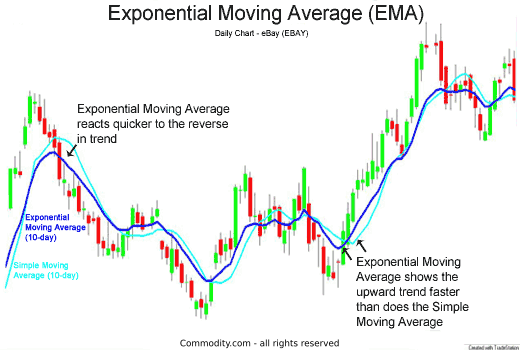 Exponential Moving Average (EMA)
Daily Chart - eBay (EBAY)
Exponential Moving Average
reacts quicker to the reverse
in trend
Exponential
Moving Average
(10-day)
Simple Moving
Average (10-day)
Exponential Moving
Average shows the
upward trend faster
than does the Simple
Moving Average
Commodity.com - all rights reserved
Created with TradeStation